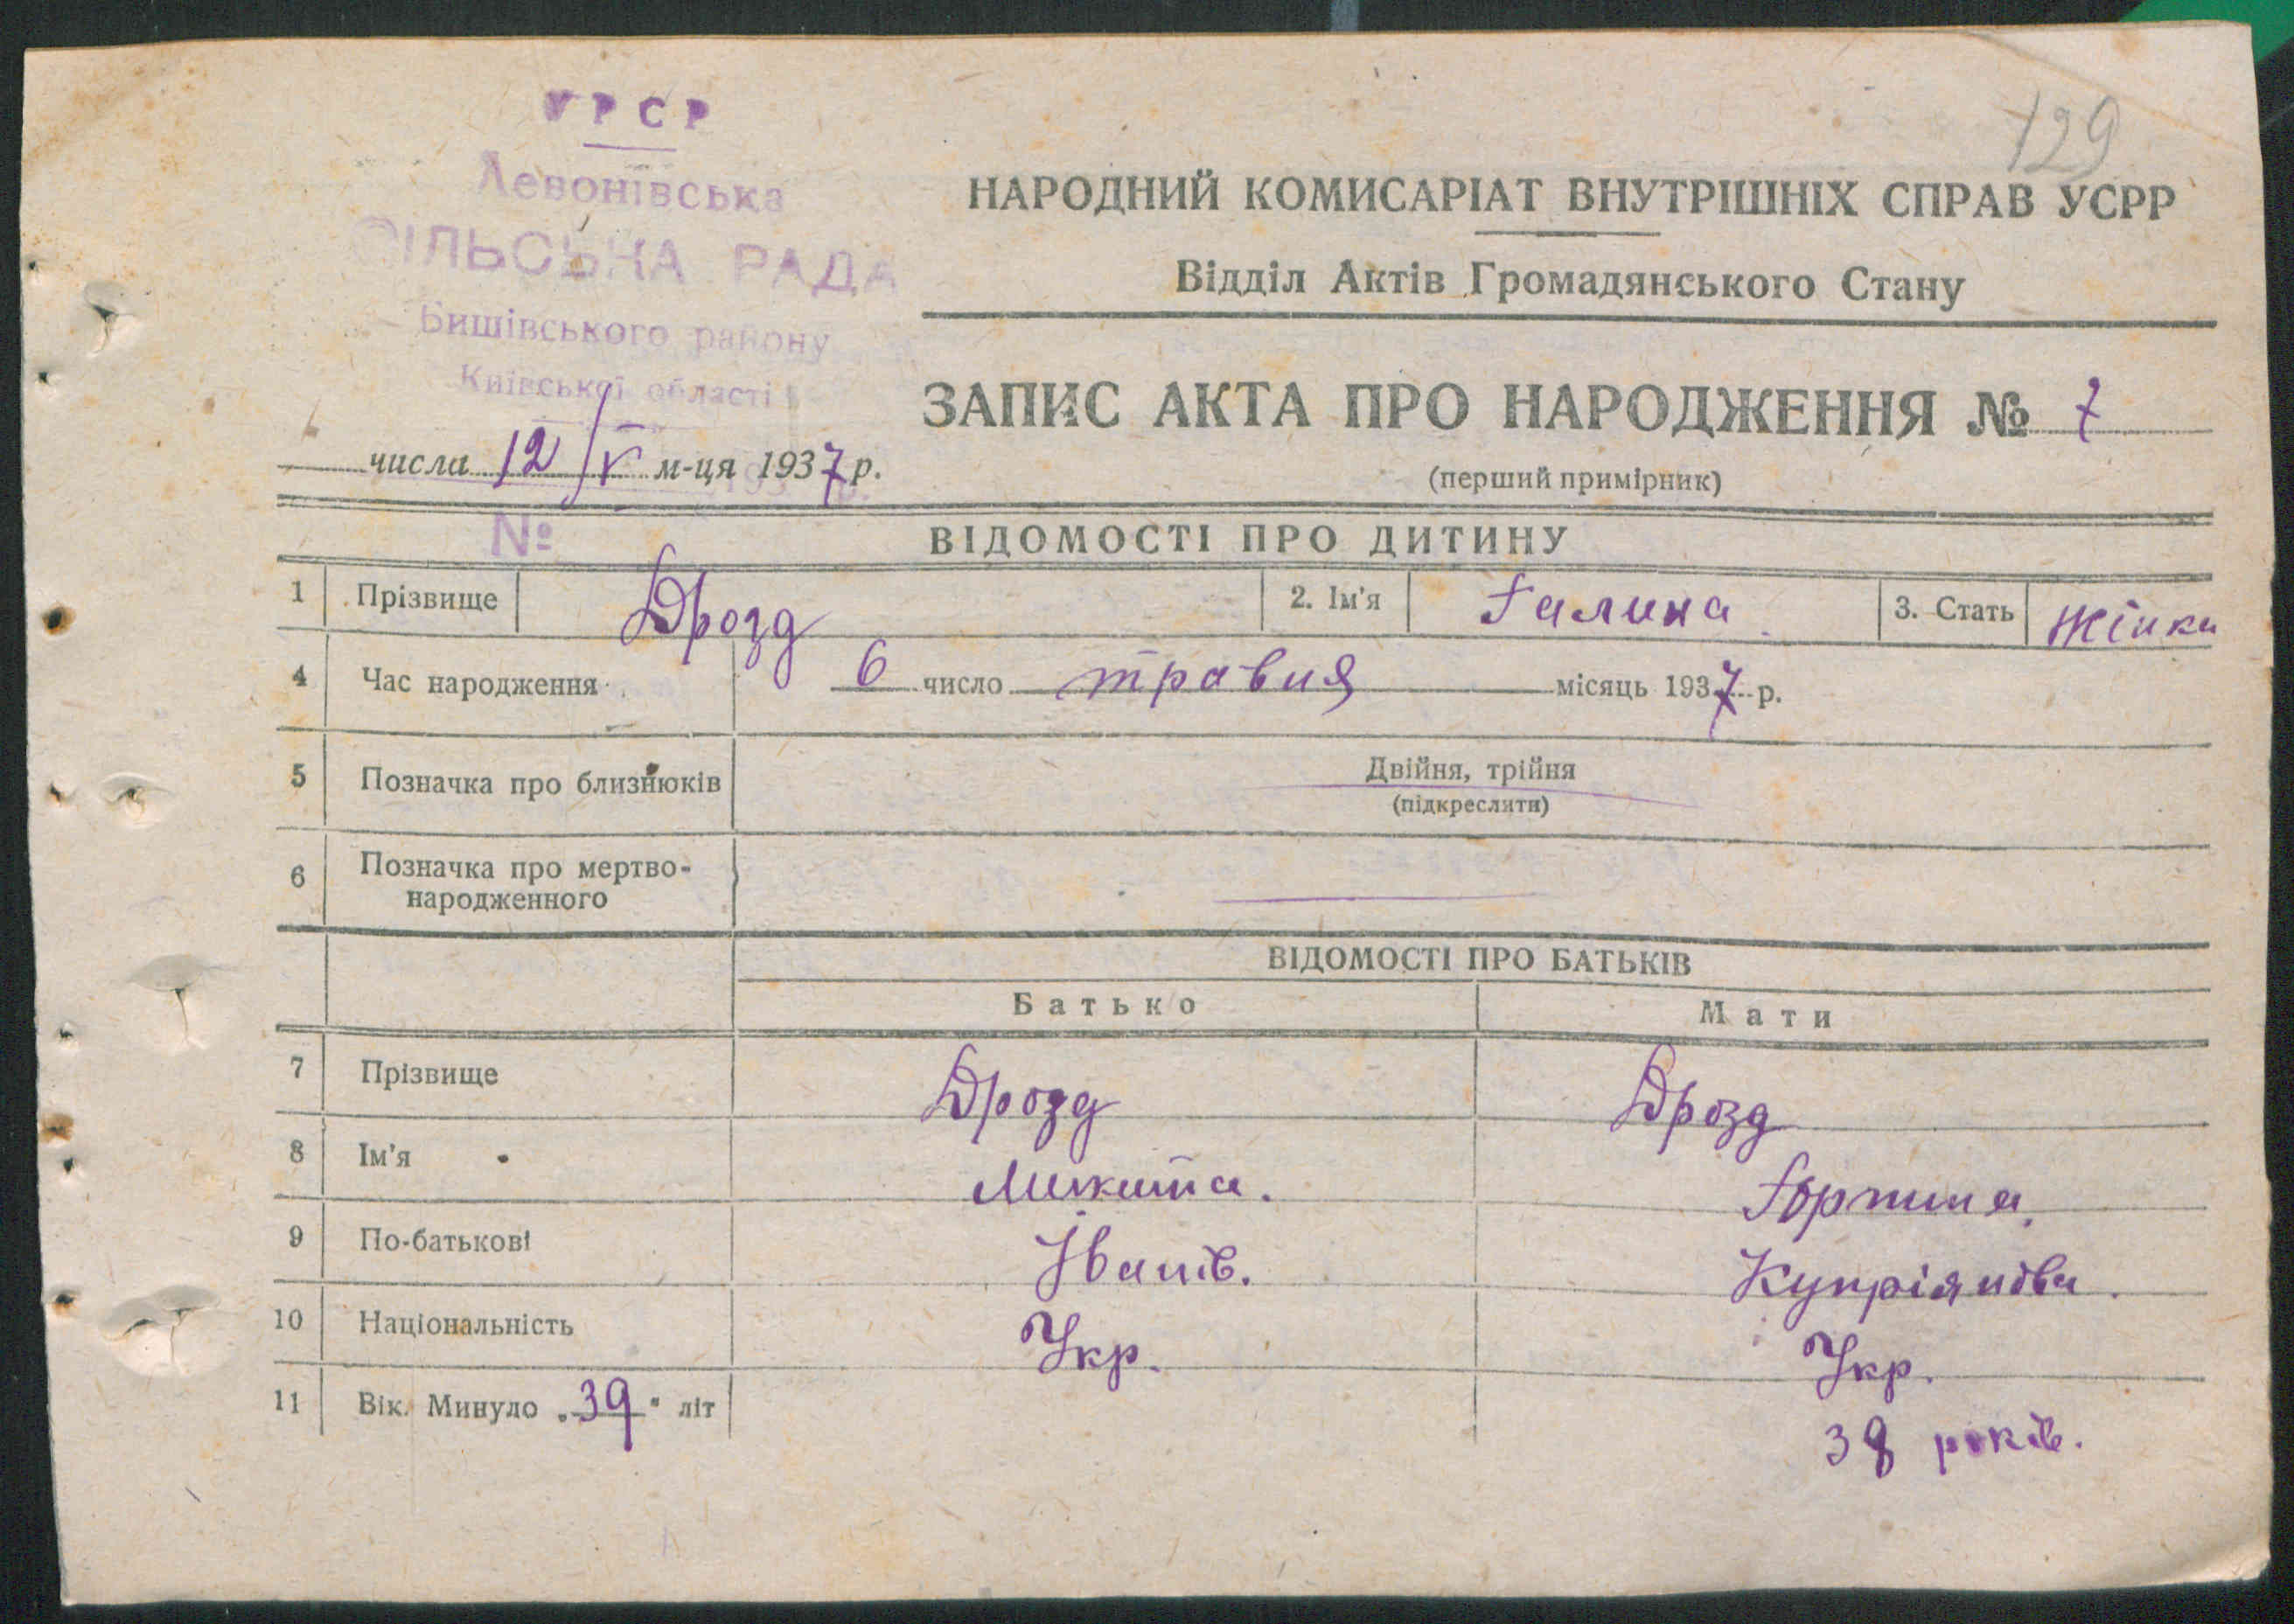 129
УРСР
Левонівська
СІЛЬСЬКА РАДА
Бишівського району
Київської області
числа 12/V м-ця 1937 р.
№
НАРОДНИЙ КОМИСАРІАТ ВНУТРІШНІХ СПРАВ УСРР
Відділ Актів Громадянського Стану
ЗАПИС АКТА ПРО НАРОДЖЕННЯ № 7
(перший примірник)
ВІДОМОСТІ ПРО ДИТИНУ
1 Прізвище Дрозд 2. Ім'я Галина 3. Стать Жінки
4 Час народження 6 число травня місяць 1937 р.
5 Позначка про близнюків Двійня, трійня
(підкреслити)
6 Позначка про мертво-
народженного
ВІДОМОСТІ ПРО БАТЬКІВ
Батько Мати
7 Прізвище Дрозд Дрозд
8 Ім'я Микита. Горпина.
9 По-батькові Іванів. Купріянова.
10 Національність Укр. Укр.
11 Вік. Минуло „39" літ 38 років.